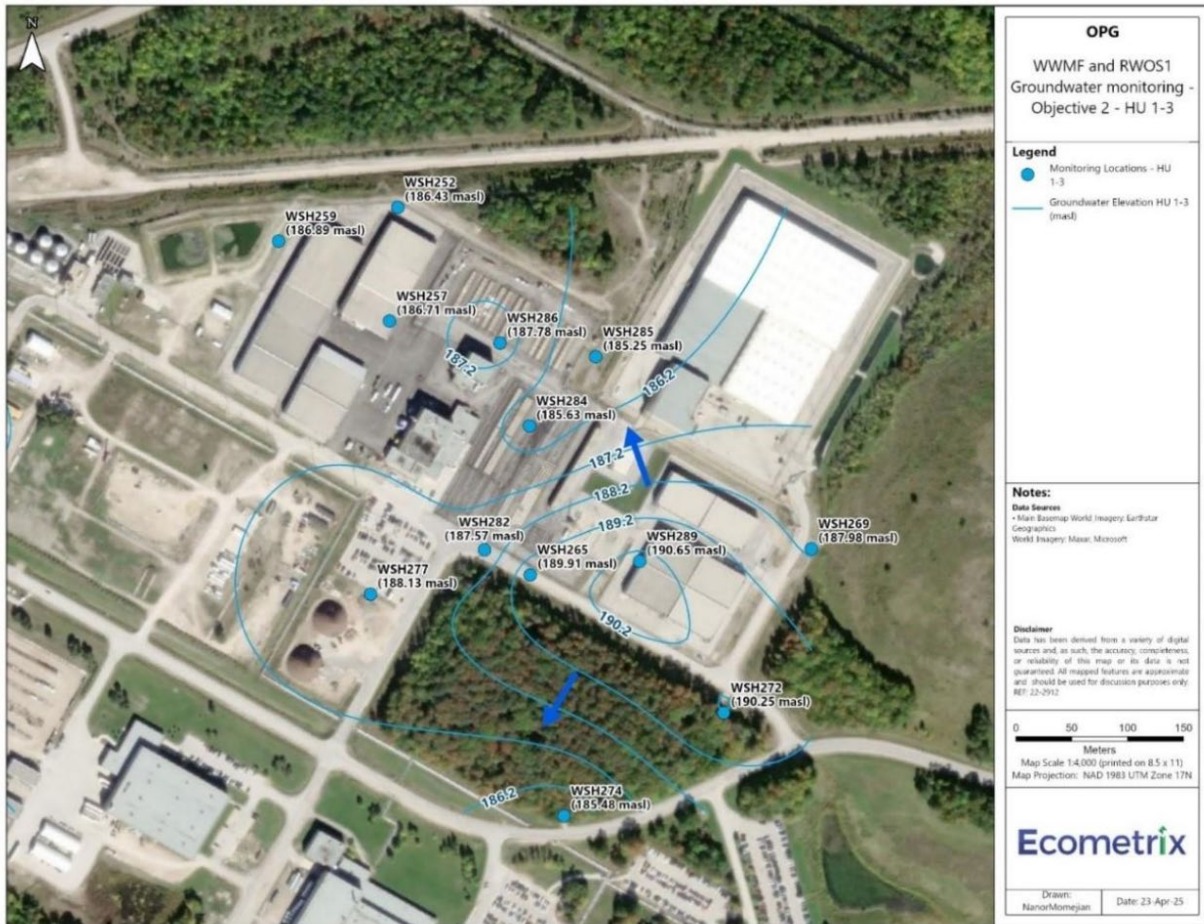 N
WSH252
(186.43 masl)
WSH259
(186.89 masl)
WSH257
(186.71 masl)
WSH286
(187.78 masl)
WSH285
(185.25 masl)
187.2
186.2
WSH284
(185.63 masl)
187.2
188.2
189.2
WSH282
(187.57 masl)
WSH265
(189.91 masl)
WSH289
(190.65 masl)
WSH269
(187.98 masl)
WSH277
(188.13 masl)
190.2
WSH272
(190.25 masl)
186.2
WSH274
(185.48 masl)
OPG
WWMF and RWOS1
Groundwater monitoring -
Objective 2 - HU 1-3
Legend
Monitoring Locations - HU
1-3
Groundwater Elevation HU 1-3
(masl)
Notes:
Data Sources
• Main Basemap World Imagery: Earthstar
Geographics
World Imagery: Maxar, Microsoft
Disclaimer
Data has been derived from a variety of digital
sources and, as such, the accuracy, completeness,
or reliability of this map or its data is not
guaranteed. All mapped features are approximate
and should be used for discussion purposes only.
REF: 22-2912
0 50 100 150
Meters
Map Scale 1:4,000 (printed on 8.5 x 11)
Map Projection: NAD 1983 UTM Zone 17N
Ecometrix
Drawn:
NanorMomejian
Date: 23-Apr-25